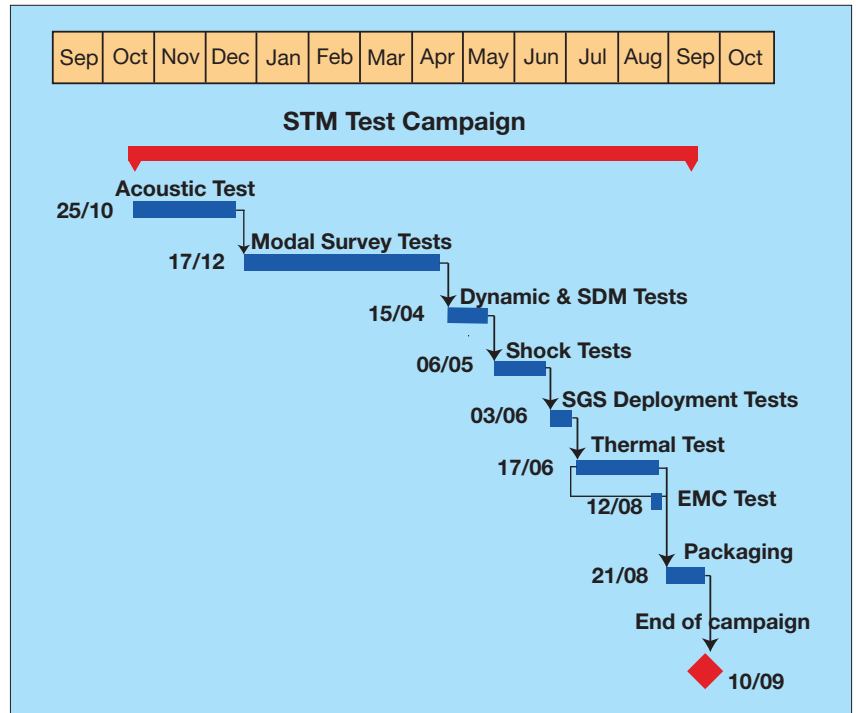 Sep Oct Nov Dec Jan Feb Mar Apr May Jun Jul Aug Sep Oct
STM Test Campaign
Acoustic Test
25/10
Modal Survey Tests
17/12
Dynamic & SDM Tests
15/04
Shock Tests
06/05
SGS Deployment Tests
03/06
Thermal Test
17/06
EMC Test
12/08
Packaging
21/08
End of campaign
10/09